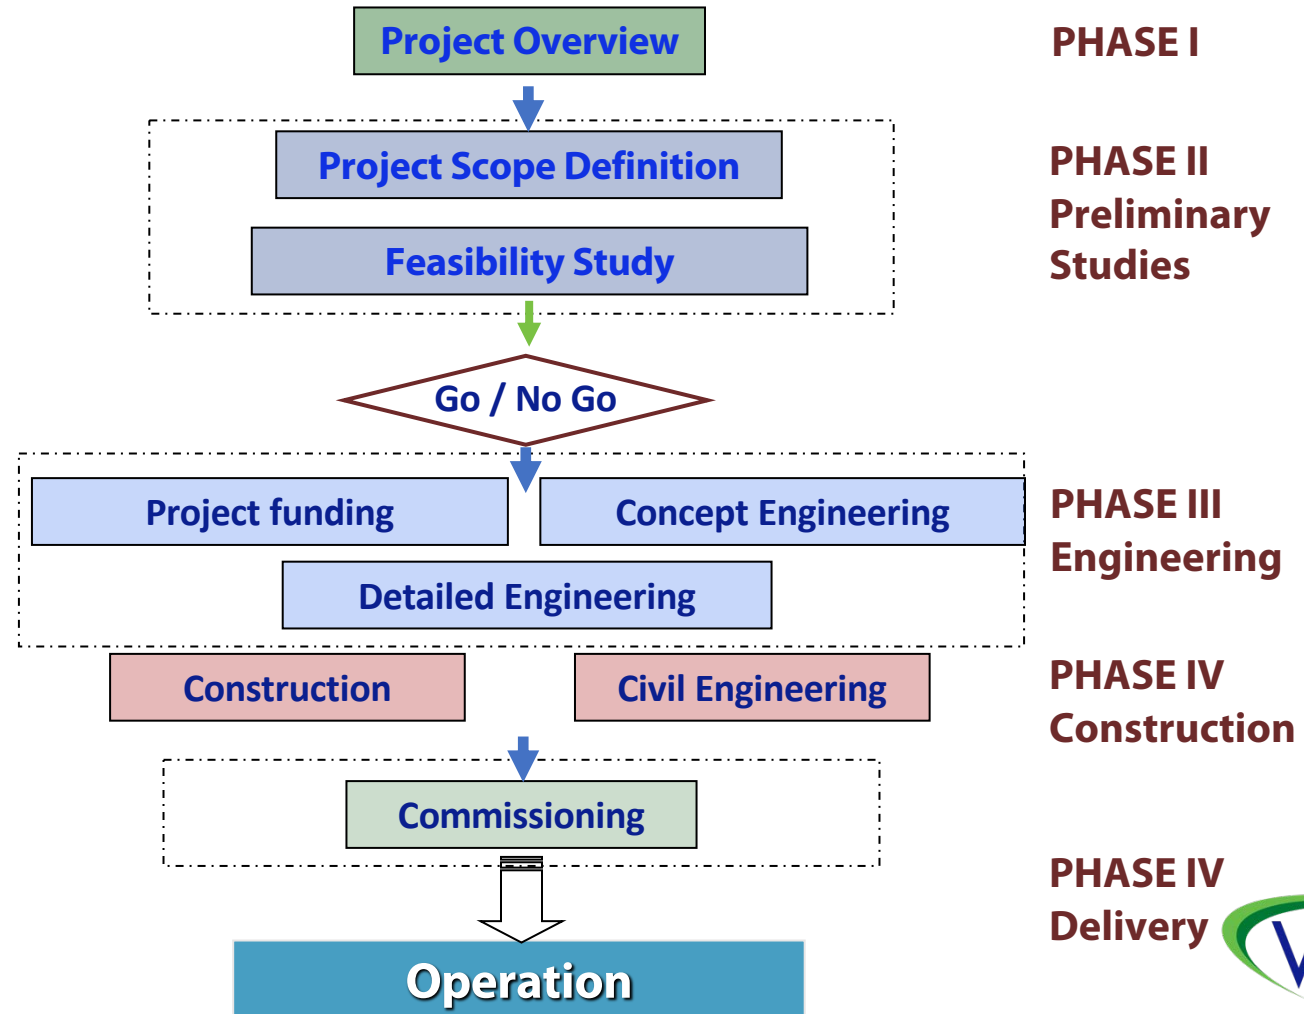 Project Overview
PHASE I
Project Scope Definition
PHASE II
Preliminary
Studies
Feasibility Study
Go / No Go
Project funding
Concept Engineering
PHASE III
Engineering
Detailed Engineering
Construction
Civil Engineering
PHASE IV
Construction
Commissioning
PHASE IV
Delivery
Operation